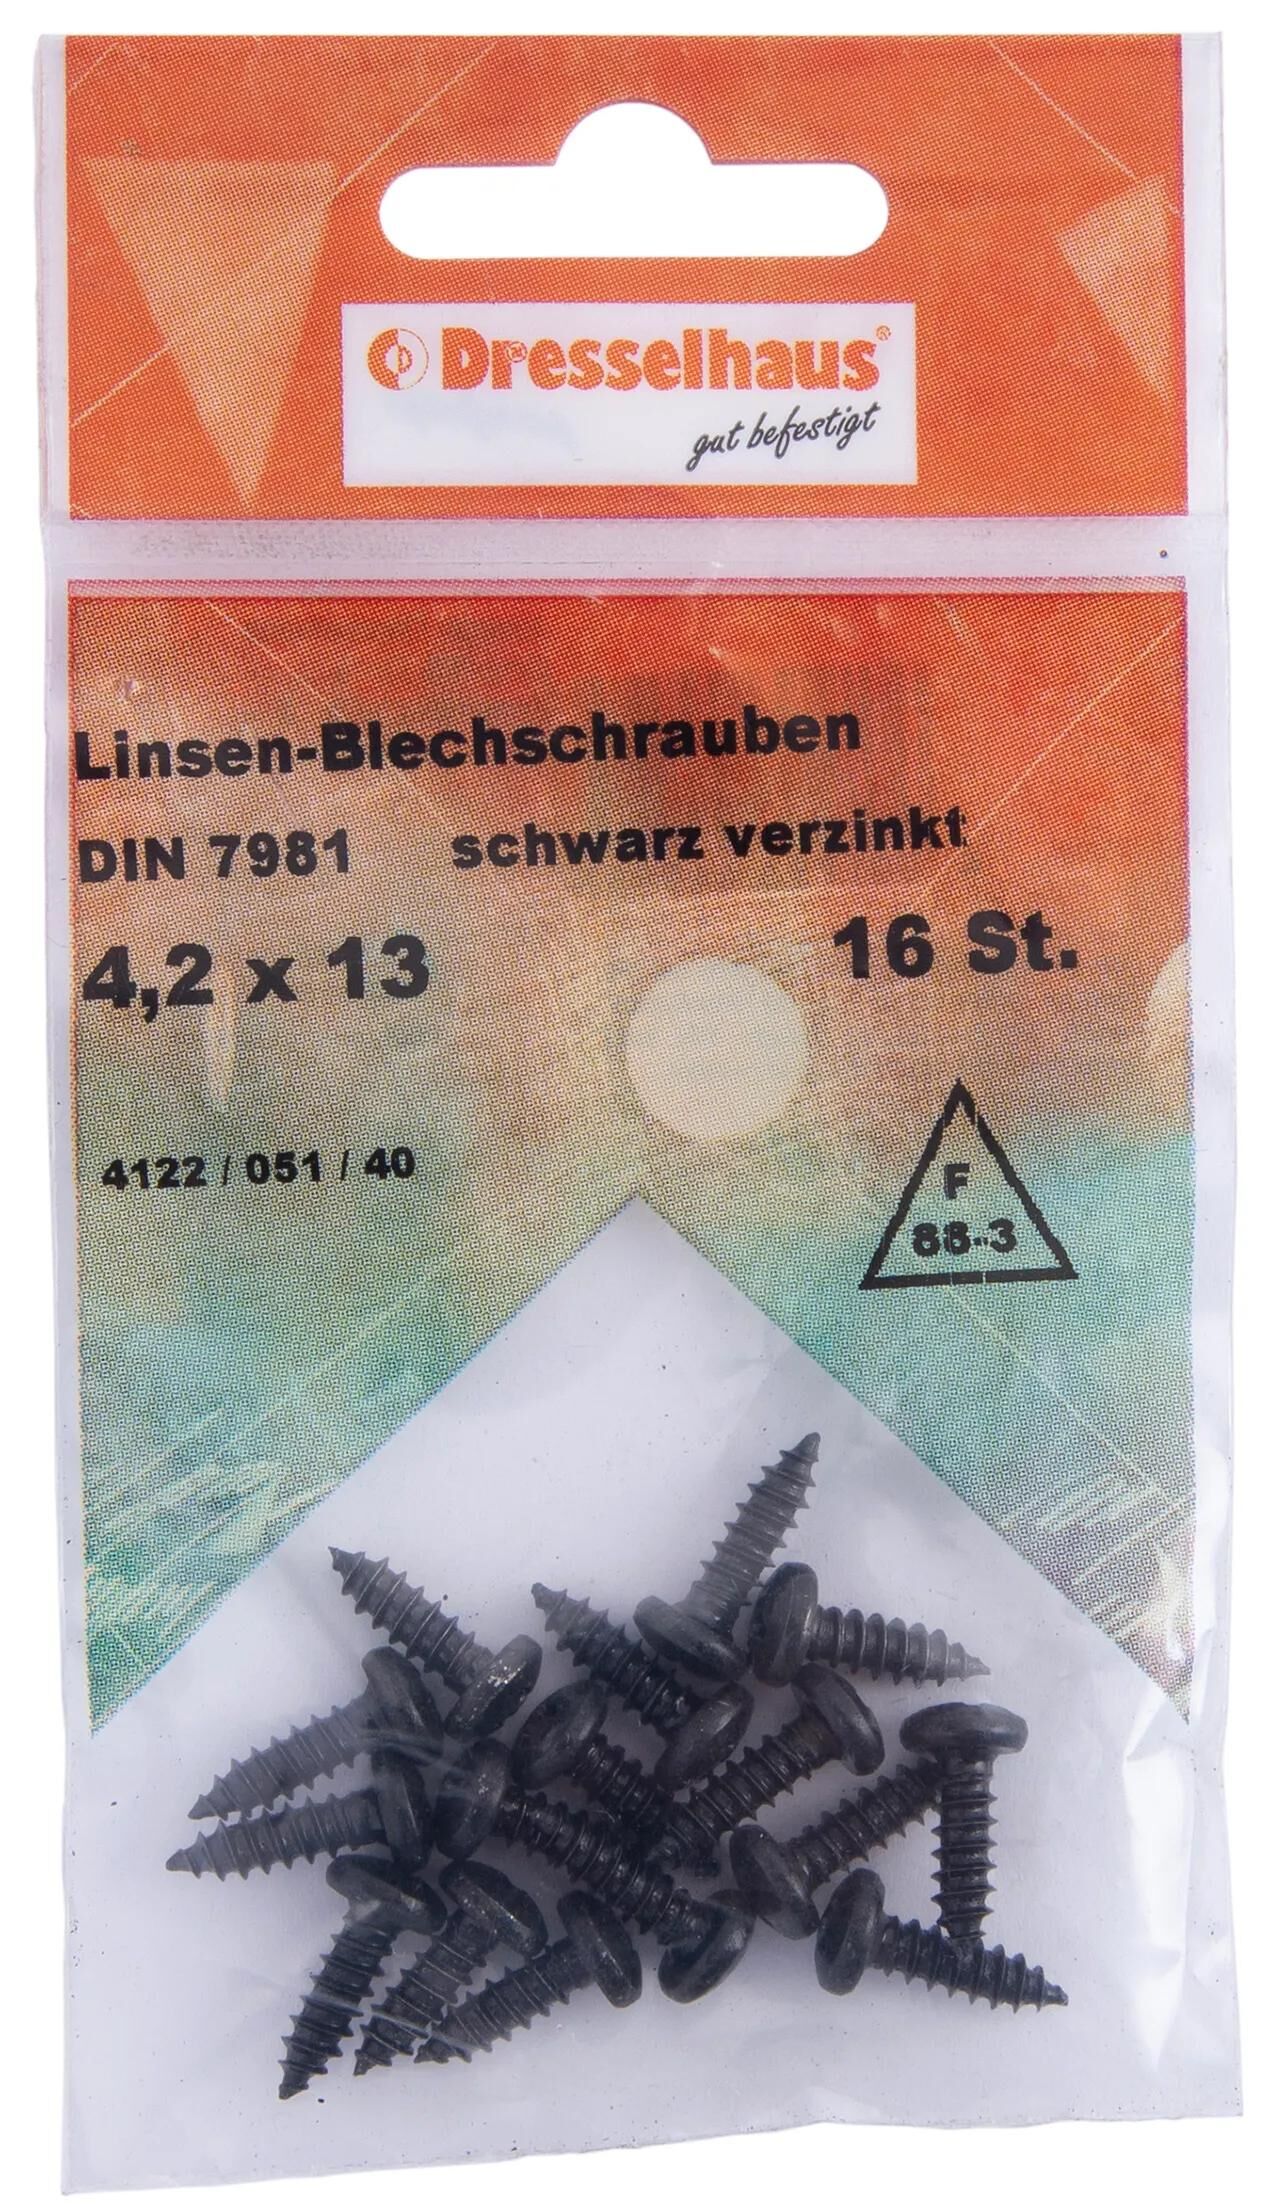 Dresselhaus®
gut befestigt
Linsen-Blechschrauben
DIN 7981 schwarz verzinkt
4,2 x 13 16 St.
4122 / 051 / 40
F
88-3